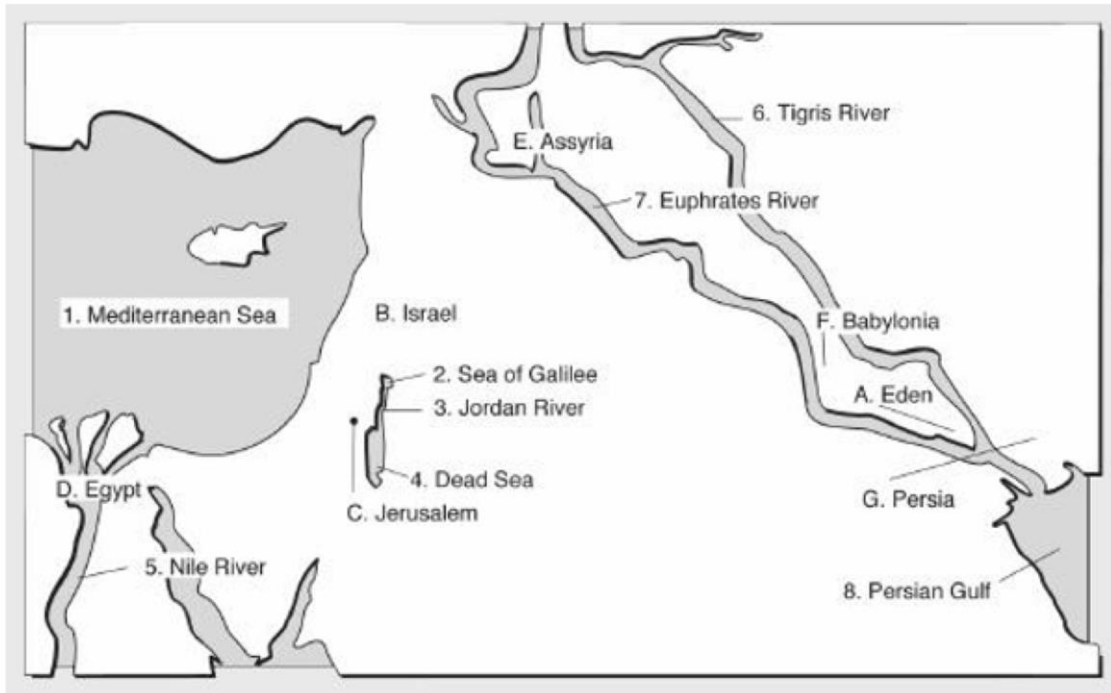 6. Tigris River
E. Assyria
7. Euphrates River
1. Mediterranean Sea
B. Israel
F. Babylonia
2. Sea of Galilee
A. Eden
3. Jordan River
4. Dead Sea
D. Egypt
G. Persia
C. Jerusalem
5. Nile River
8. Persian Gulf